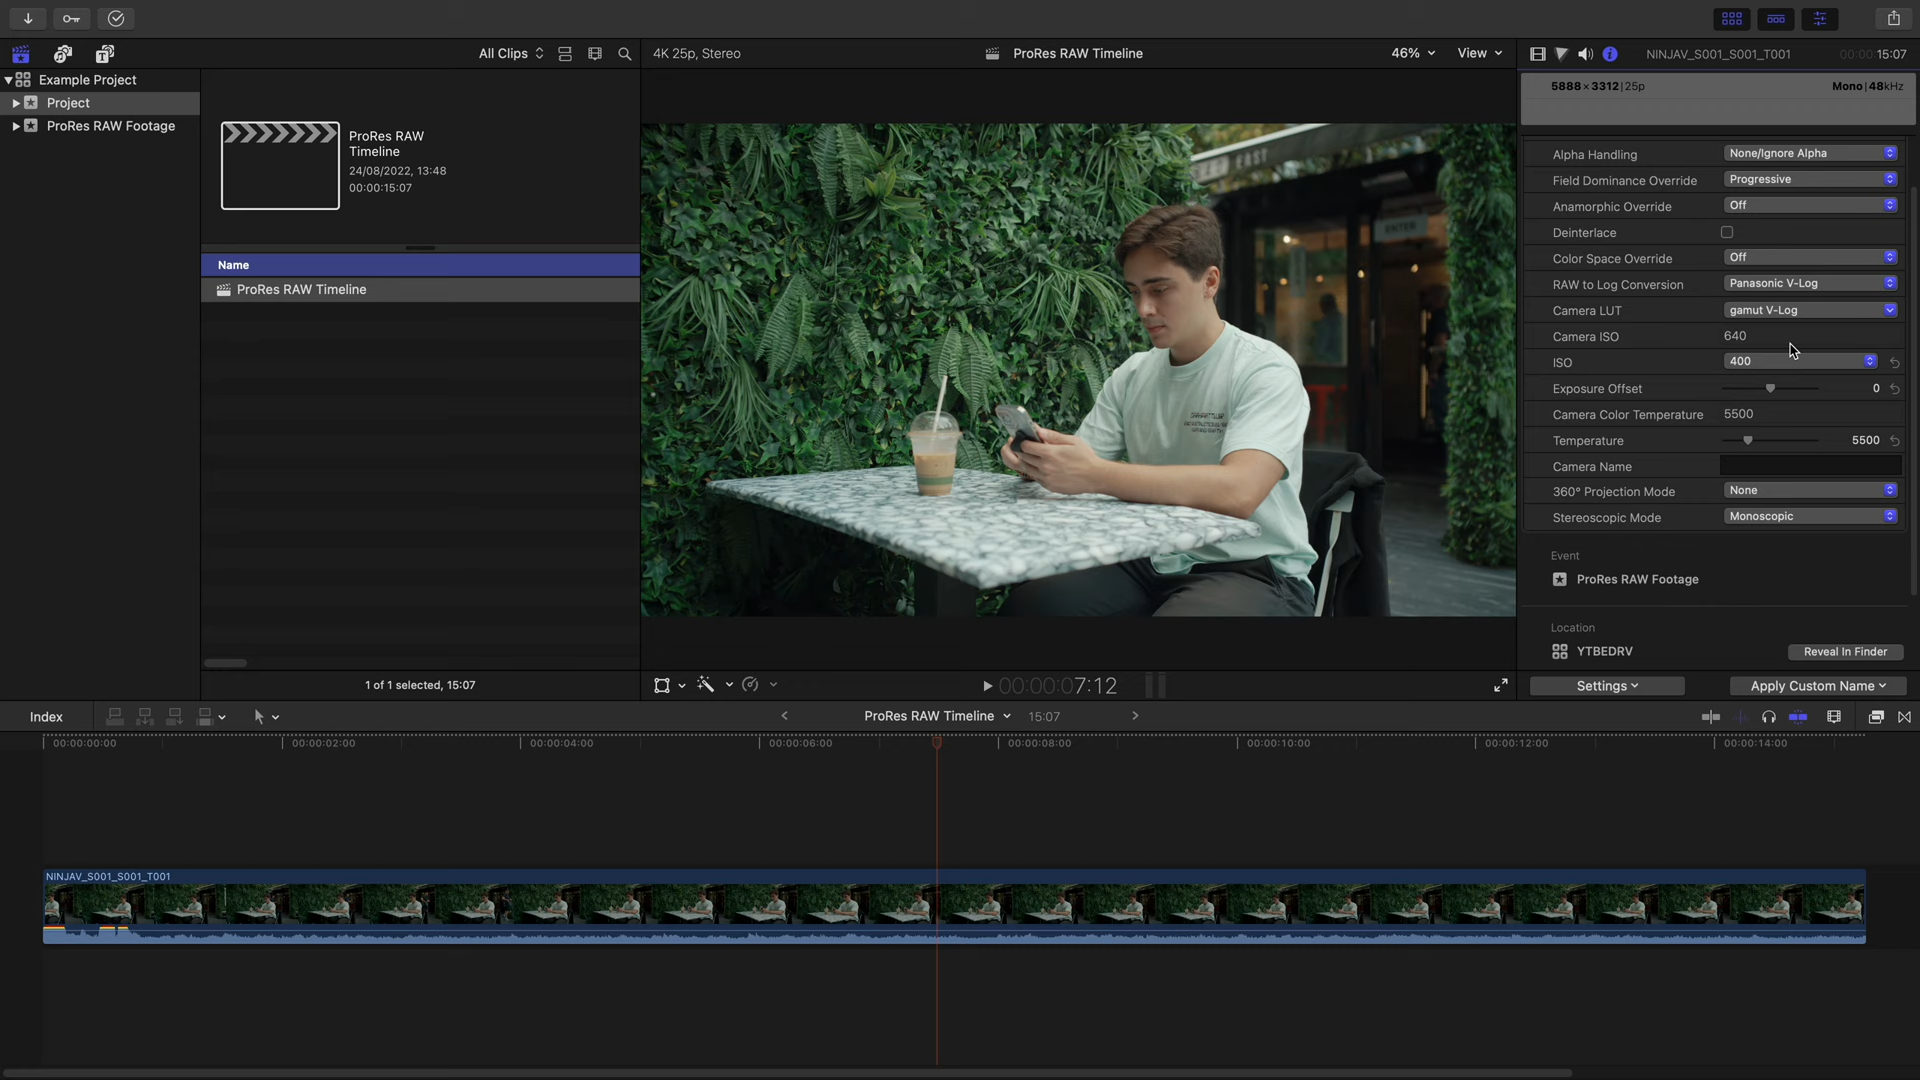 All Clips
4K 25p, Stereo
ProRes RAW Timeline
46%
View
NINJAV_S001_S001_T001
00:00:15:07
Example Project
Project
ProRes RAW Footage
ProRes RAW
Timeline
24/08/2022, 13:48
00:00:15:07
Name
ProRes RAW Timeline
1 of 1 selected, 15:07
EAST
ENTER
00:00:07:12
5888 × 3312 | 25p
Mono | 48kHz
Alpha Handling None/Ignore Alpha
Field Dominance Override Progressive
Anamorphic Override Off
Deinterlace
Color Space Override Off
RAW to Log Conversion Panasonic V-Log
Camera LUT gamut V-Log
Camera ISO 640
ISO 400
Exposure Offset 0
Camera Color Temperature 5500
Temperature 5500
Camera Name
360° Projection Mode None
Stereoscopic Mode Monoscopic
Event
ProRes RAW Footage
Location
YTBEDRV
Reveal In Finder
Settings
Apply Custom Name
Index
ProRes RAW Timeline
15:07
00:00:00:00
00:00:02:00
00:00:04:00
00:00:06:00
00:00:08:00
00:00:10:00
00:00:12:00
00:00:14:00
NINJAV_S001_S001_T001